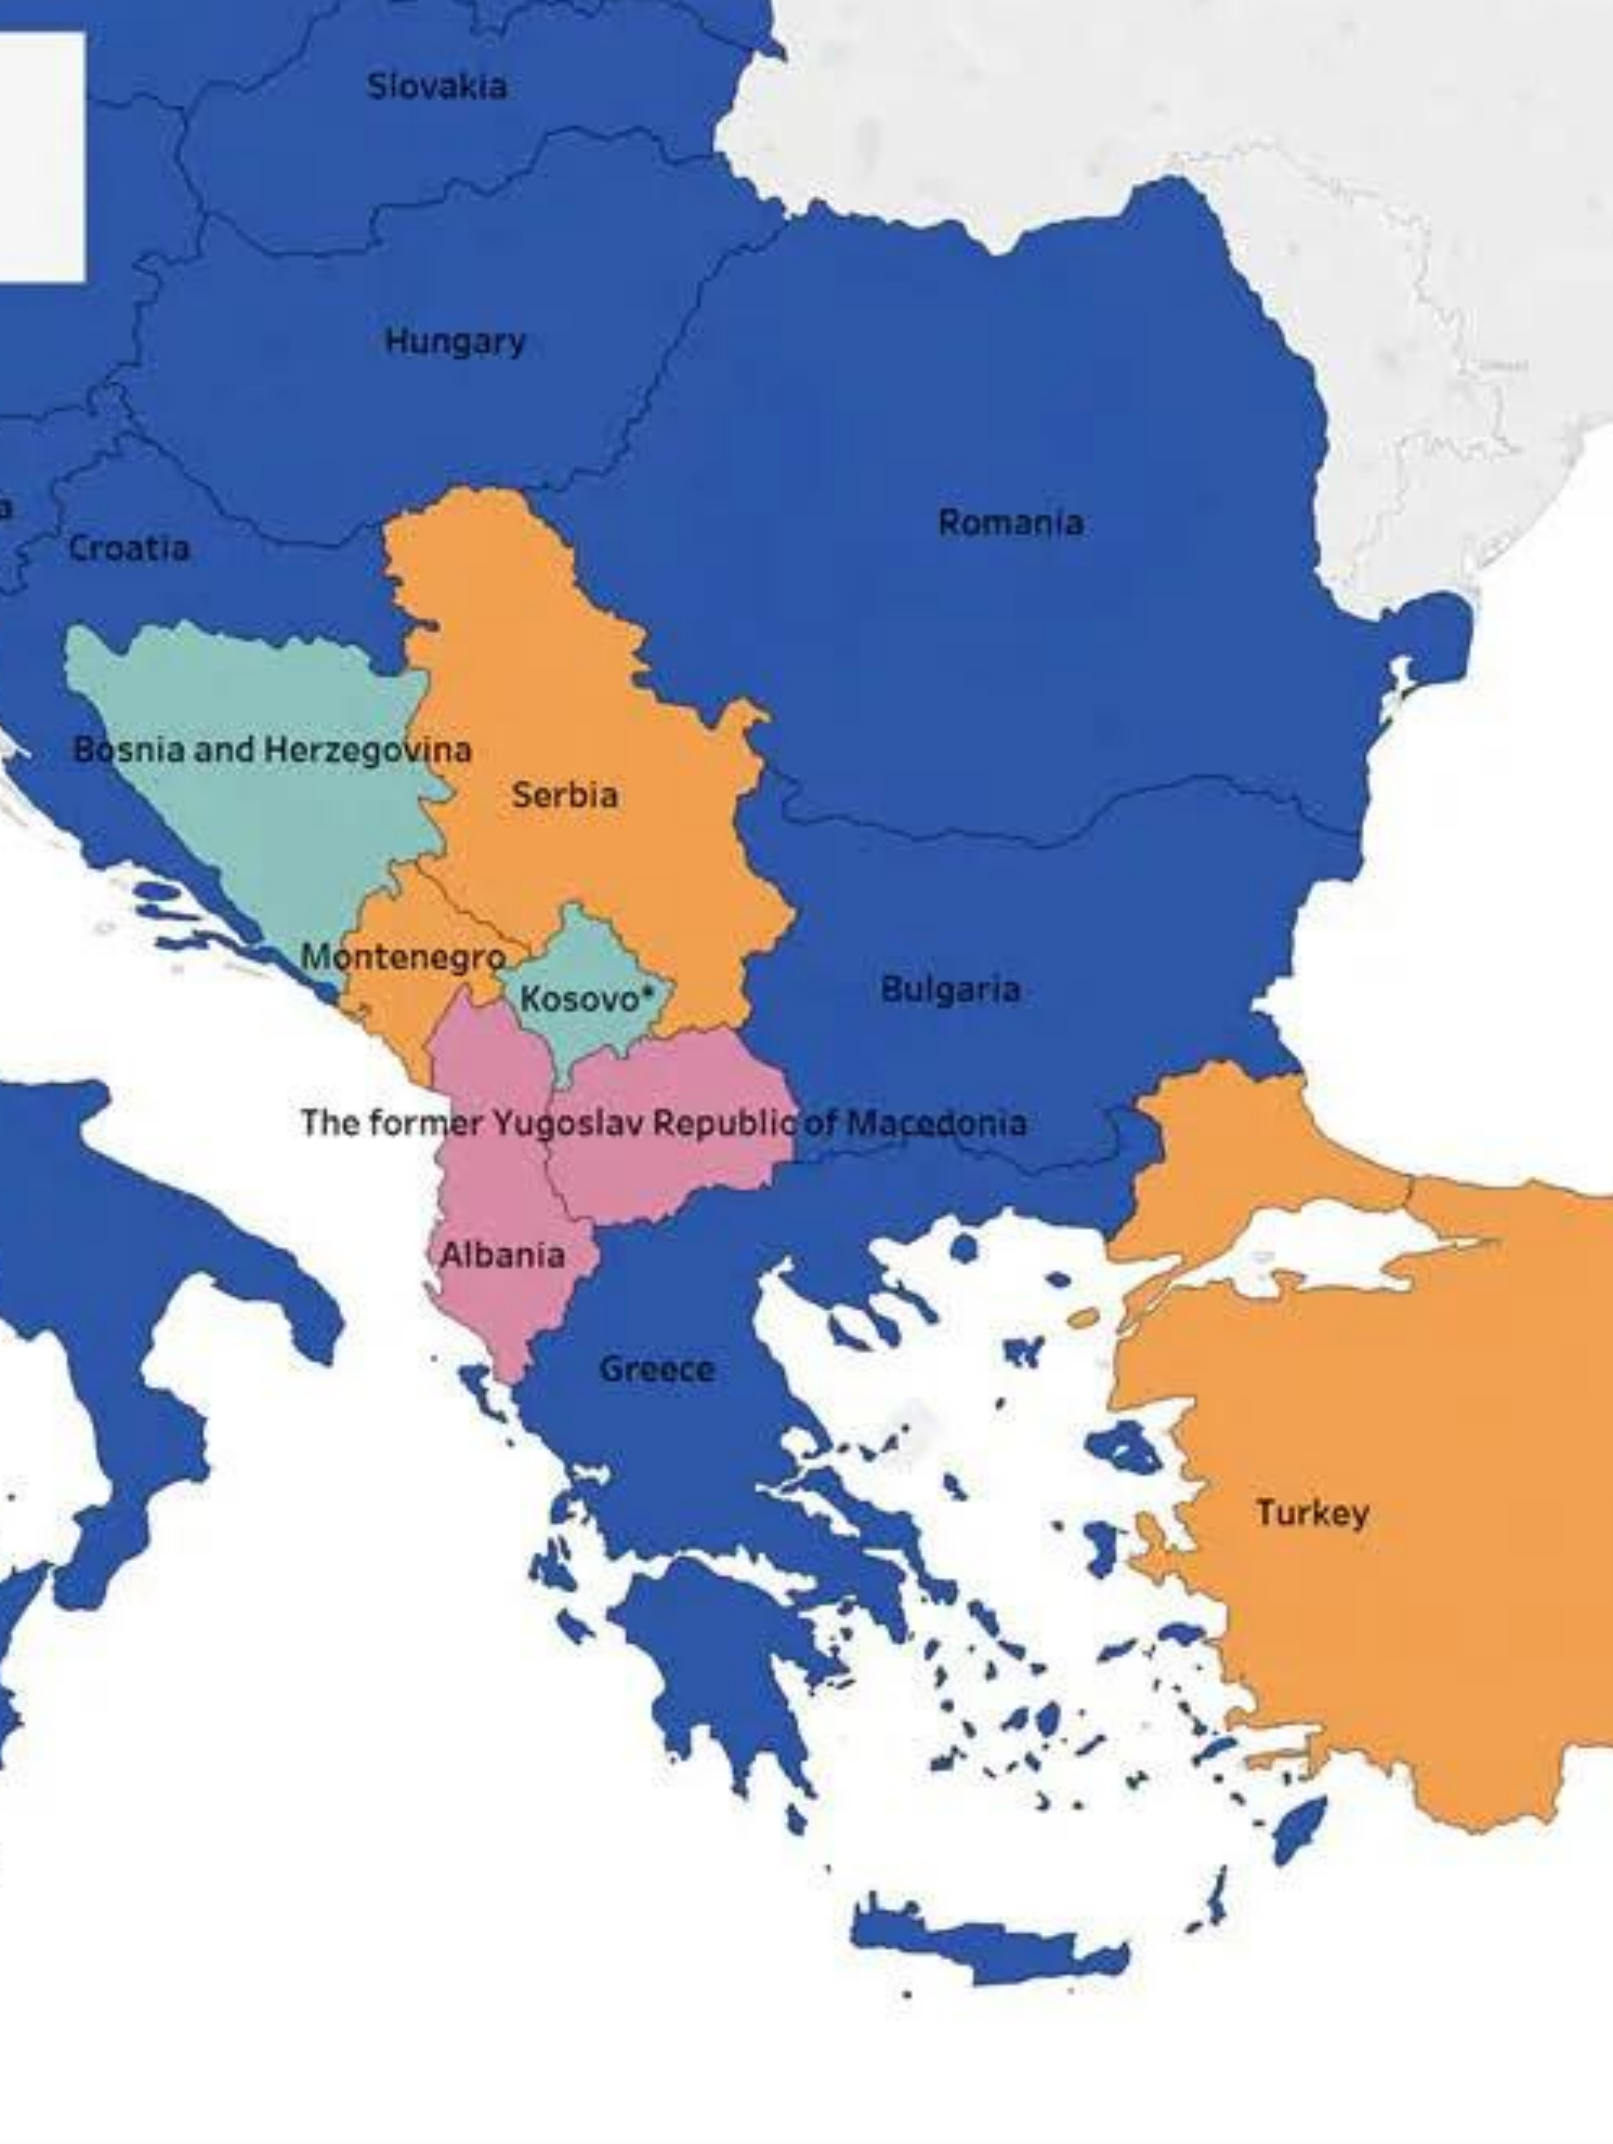 Slovakia
Hungary
Romania
Croatia
Bosnia and Herzegovina
Serbia
Montenegro
Kosovo*
Bulgaria
The former Yugoslav Republic of Macedonia
Albania
Greece
Turkey